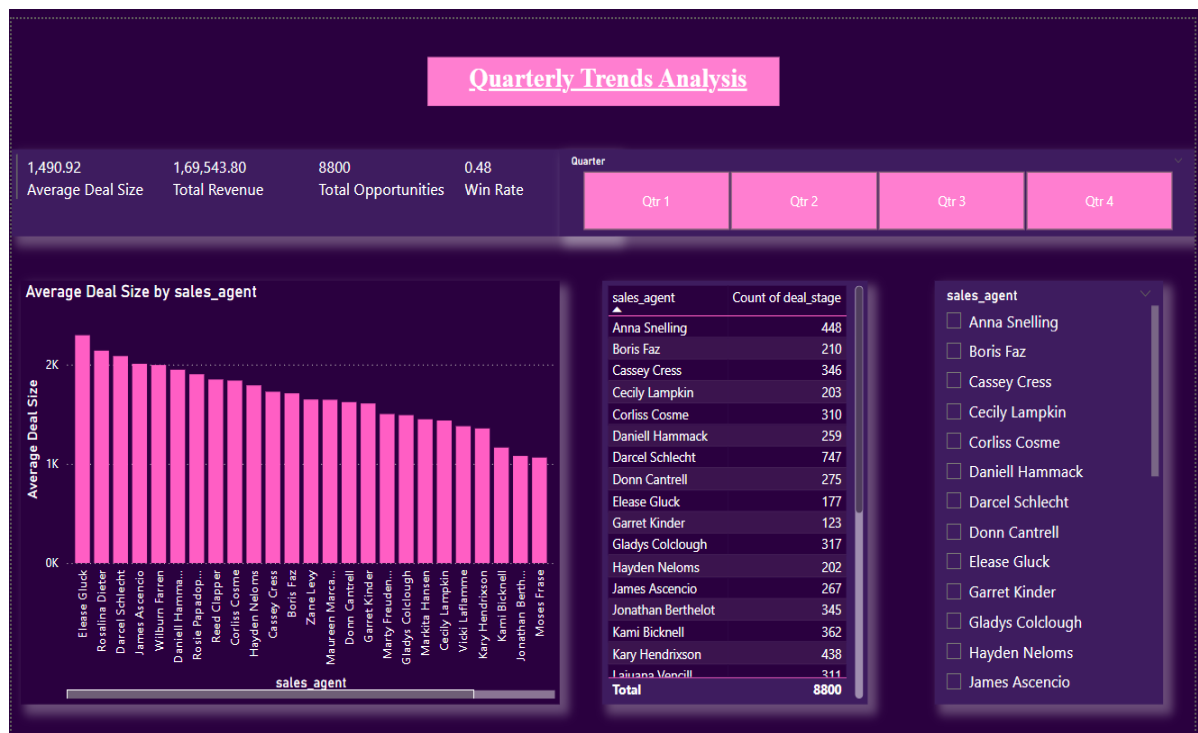 Quarterly Trends Analysis
1,490.92
Average Deal Size
1,69,543.80
Total Revenue
8800
Total Opportunities
0.48
Win Rate
Quarter
Qtr 1
Qtr 2
Qtr 3
Qtr 4
Average Deal Size by sales_agent
Average Deal Size
2K
1K
0K
Elease Gluck
Rosalina Dieter
Darcel Schlecht
James Ascencio
Wilburn Farren
Daniell Hamma...
Rosie Papadop...
Reed Clapper
Corliss Cosme
Hayden Neloms
Cassey Cress
Boris Faz
Zane Levy
Maureen Marca...
Donn Cantrell
Garret Kinder
Marty Freuden...
Gladys Colclough
Markita Hansen
Cecily Lampkin
Vicki Laflamme
Kary Hendrixson
Kami Bicknell
Jonathan Berth...
Moses Frase
sales_agent
sales_agent Count of deal_stage
Anna Snelling 448
Boris Faz 210
Cassey Cress 346
Cecily Lampkin 203
Corliss Cosme 310
Daniell Hammack 259
Darcel Schlecht 747
Donn Cantrell 275
Elease Gluck 177
Garret Kinder 123
Gladys Colclough 317
Hayden Neloms 202
James Ascencio 267
Jonathan Berthelot 345
Kami Bicknell 362
Kary Hendrixson 438
Lajuana Vencill 311
Total 8800
sales_agent
Anna Snelling
Boris Faz
Cassey Cress
Cecily Lampkin
Corliss Cosme
Daniell Hammack
Darcel Schlecht
Donn Cantrell
Elease Gluck
Garret Kinder
Gladys Colclough
Hayden Neloms
James Ascencio